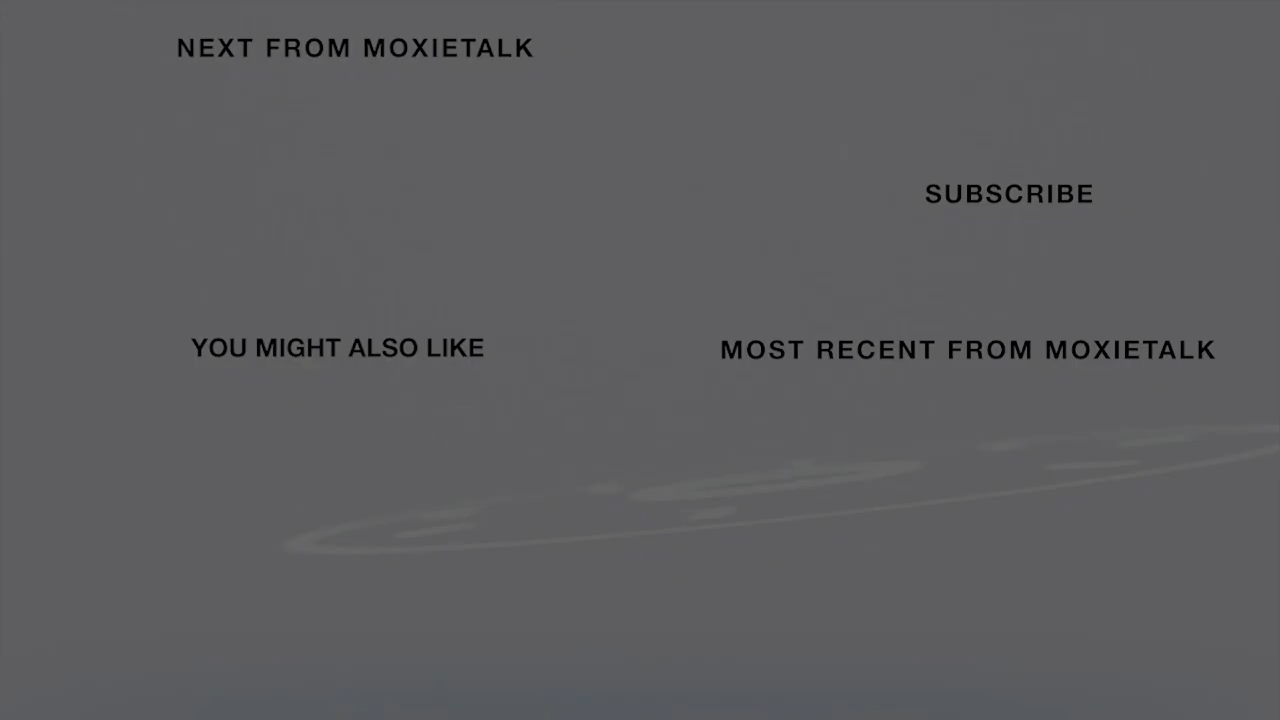 NEXT FROM MOXIETALK
SUBSCRIBE
YOU MIGHT ALSO LIKE
MOST RECENT FROM MOXIETALK